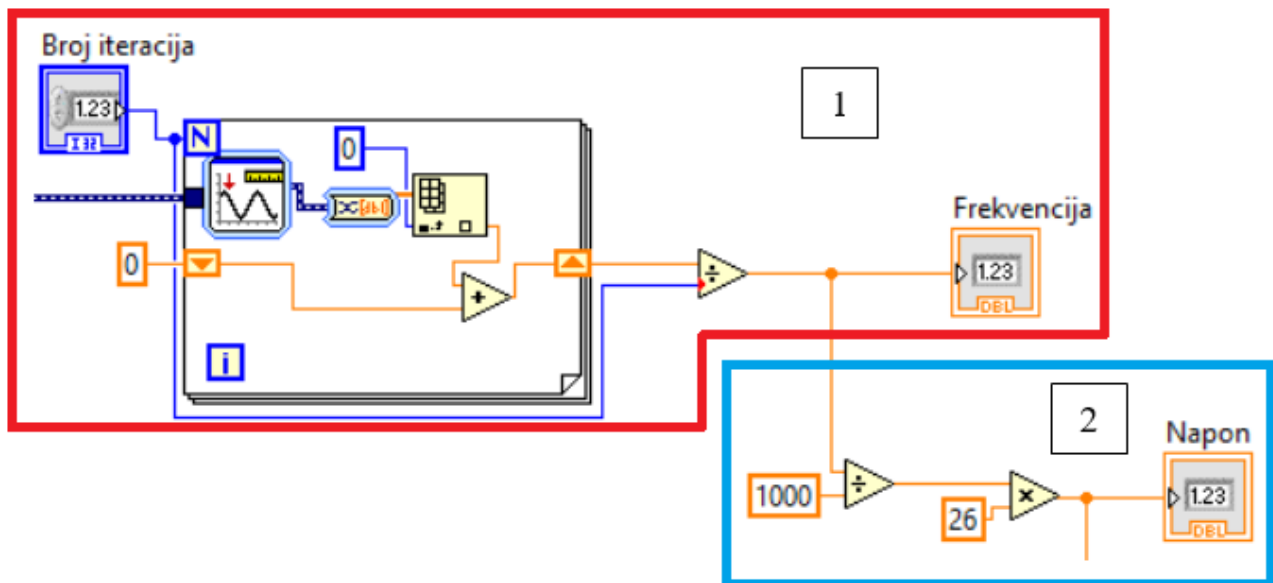 Broj iteracija
1.23
I32
1
N
0
[db1]
Frekvencija
0
1.23
DBL
i
2
Napon
1000
26
1.23
DBL